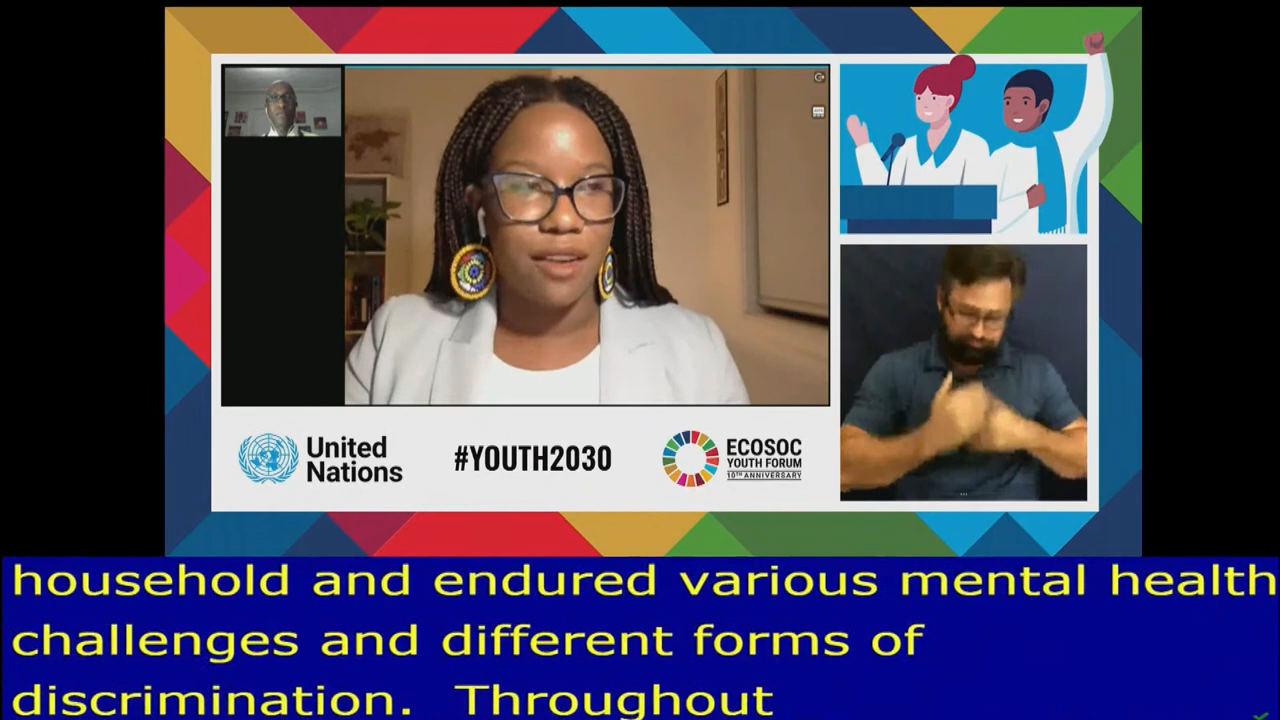 United
Nations
#YOUTH2030
ECOSOC
YOUTH FORUM
10TH ANNIVERSARY
household and endured various mental health
challenges and different forms of
discrimination.  Throughout